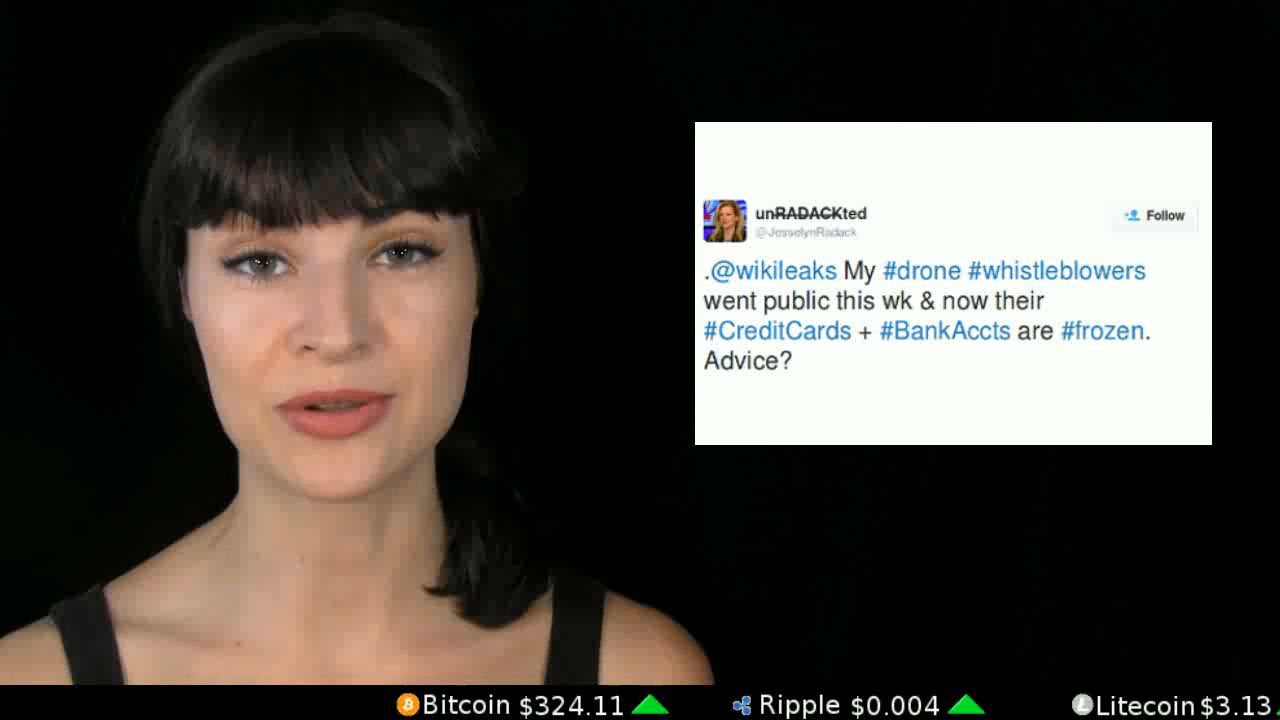 unRADACKted
@JesselynRadack
Follow
.@wikileaks My #drone #whistleblowers
went public this wk & now their
#CreditCards + #BankAccts are #frozen.
Advice?
Bitcoin $324.11 Ripple $0.004 Litecoin $3.13